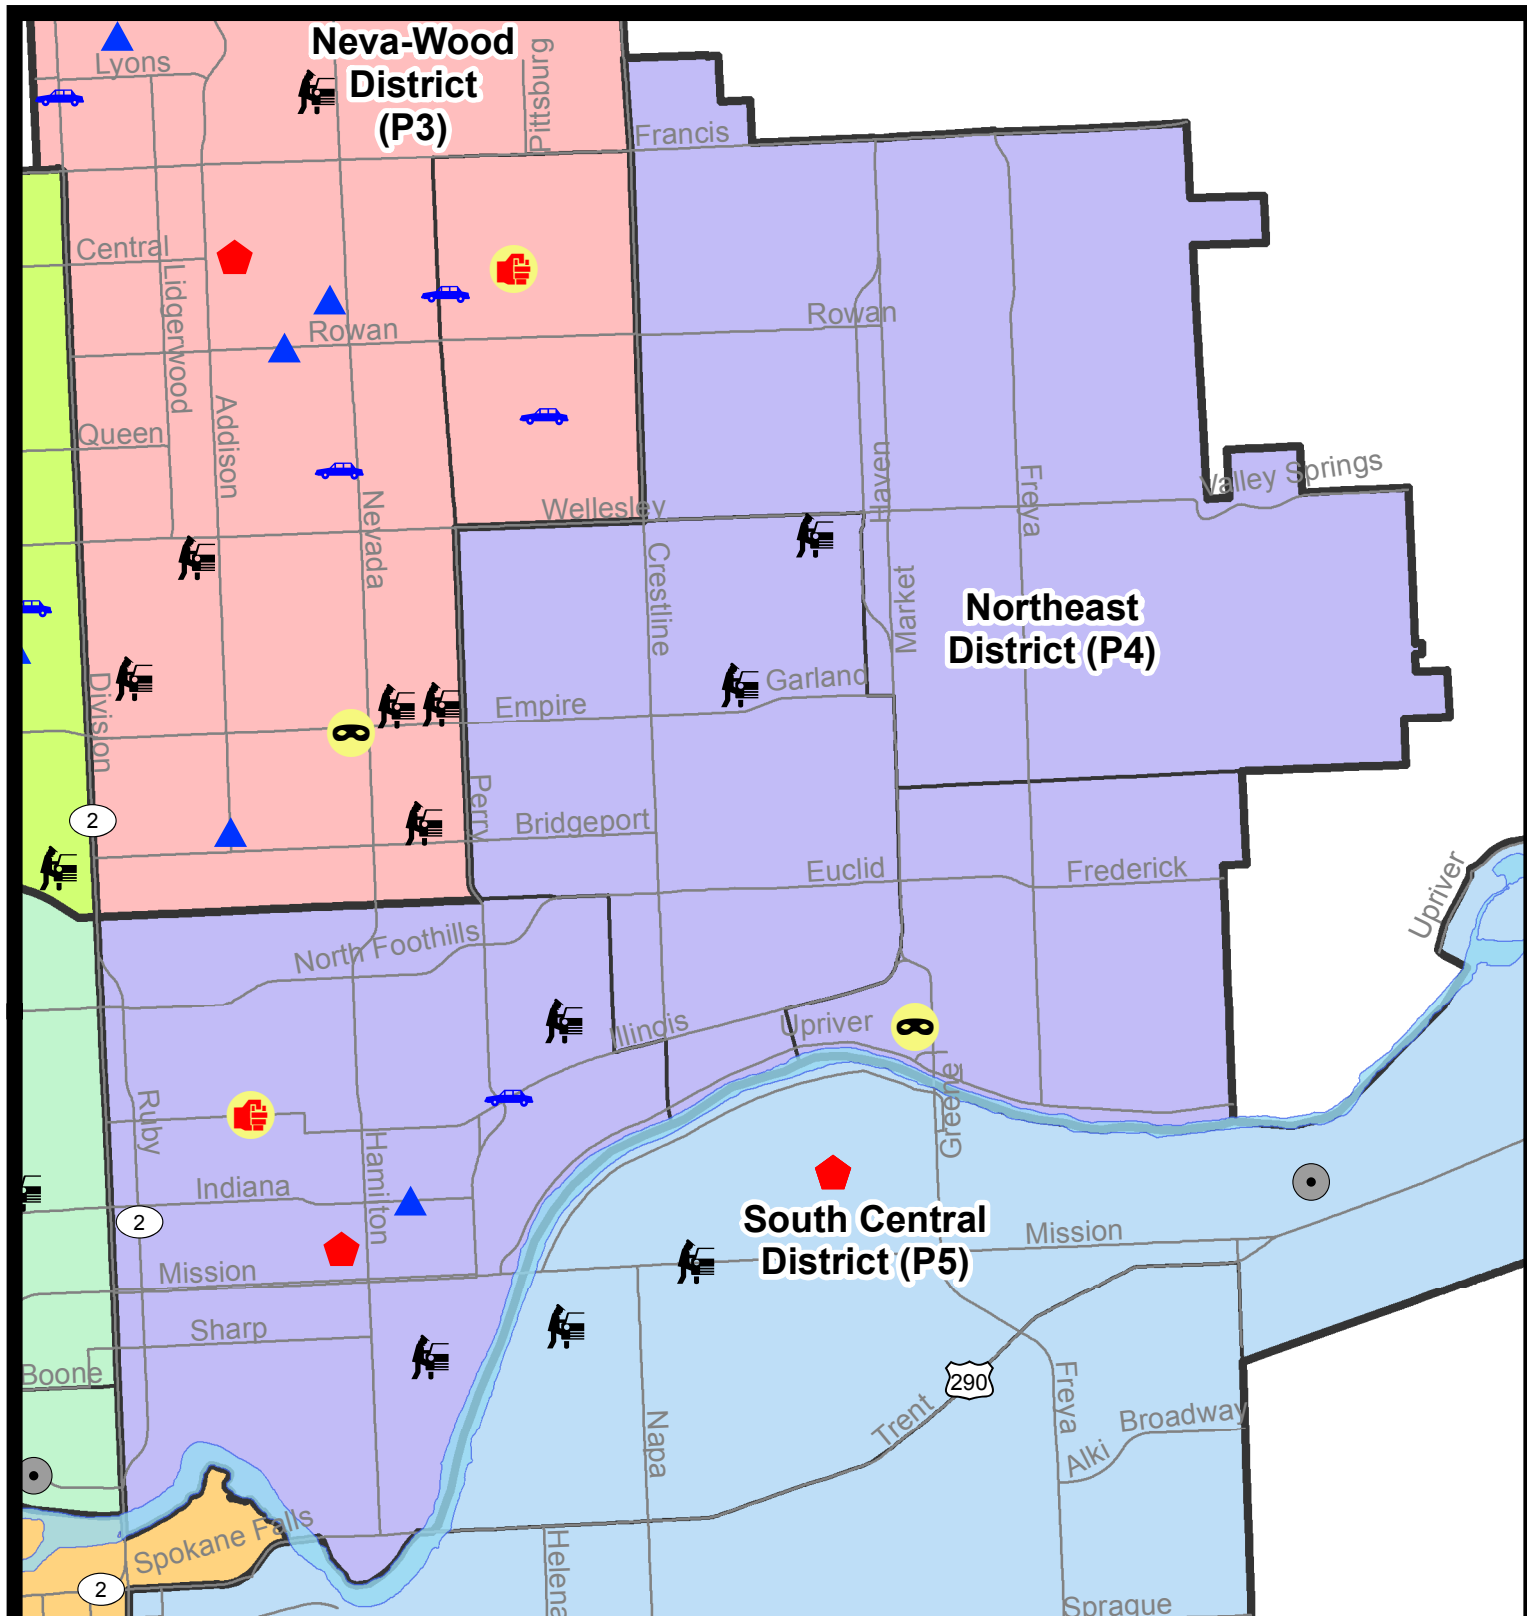 Neva-Wood
District
(P3)
Lyons
Pittsburg
Francis
Central
Lidgerwood
Rowan
Rowan
Addison
Queen
Nevada
Wellesley
Haven
Freya
Valley Springs
Crestline
Market
Northeast
District (P4)
Division
Garland
Empire
Perry
2
Bridgeport
Euclid
Frederick
Upriver
North Foothills
Illinois
Upriver
Ruby
Greene
Hamilton
Indiana
2
South Central
District (P5)
Mission
Mission
Sharp
Boone
290
Freya
Napa
Trent
Broadway
Alki
Spokane Falls
Helena
2
Sprague